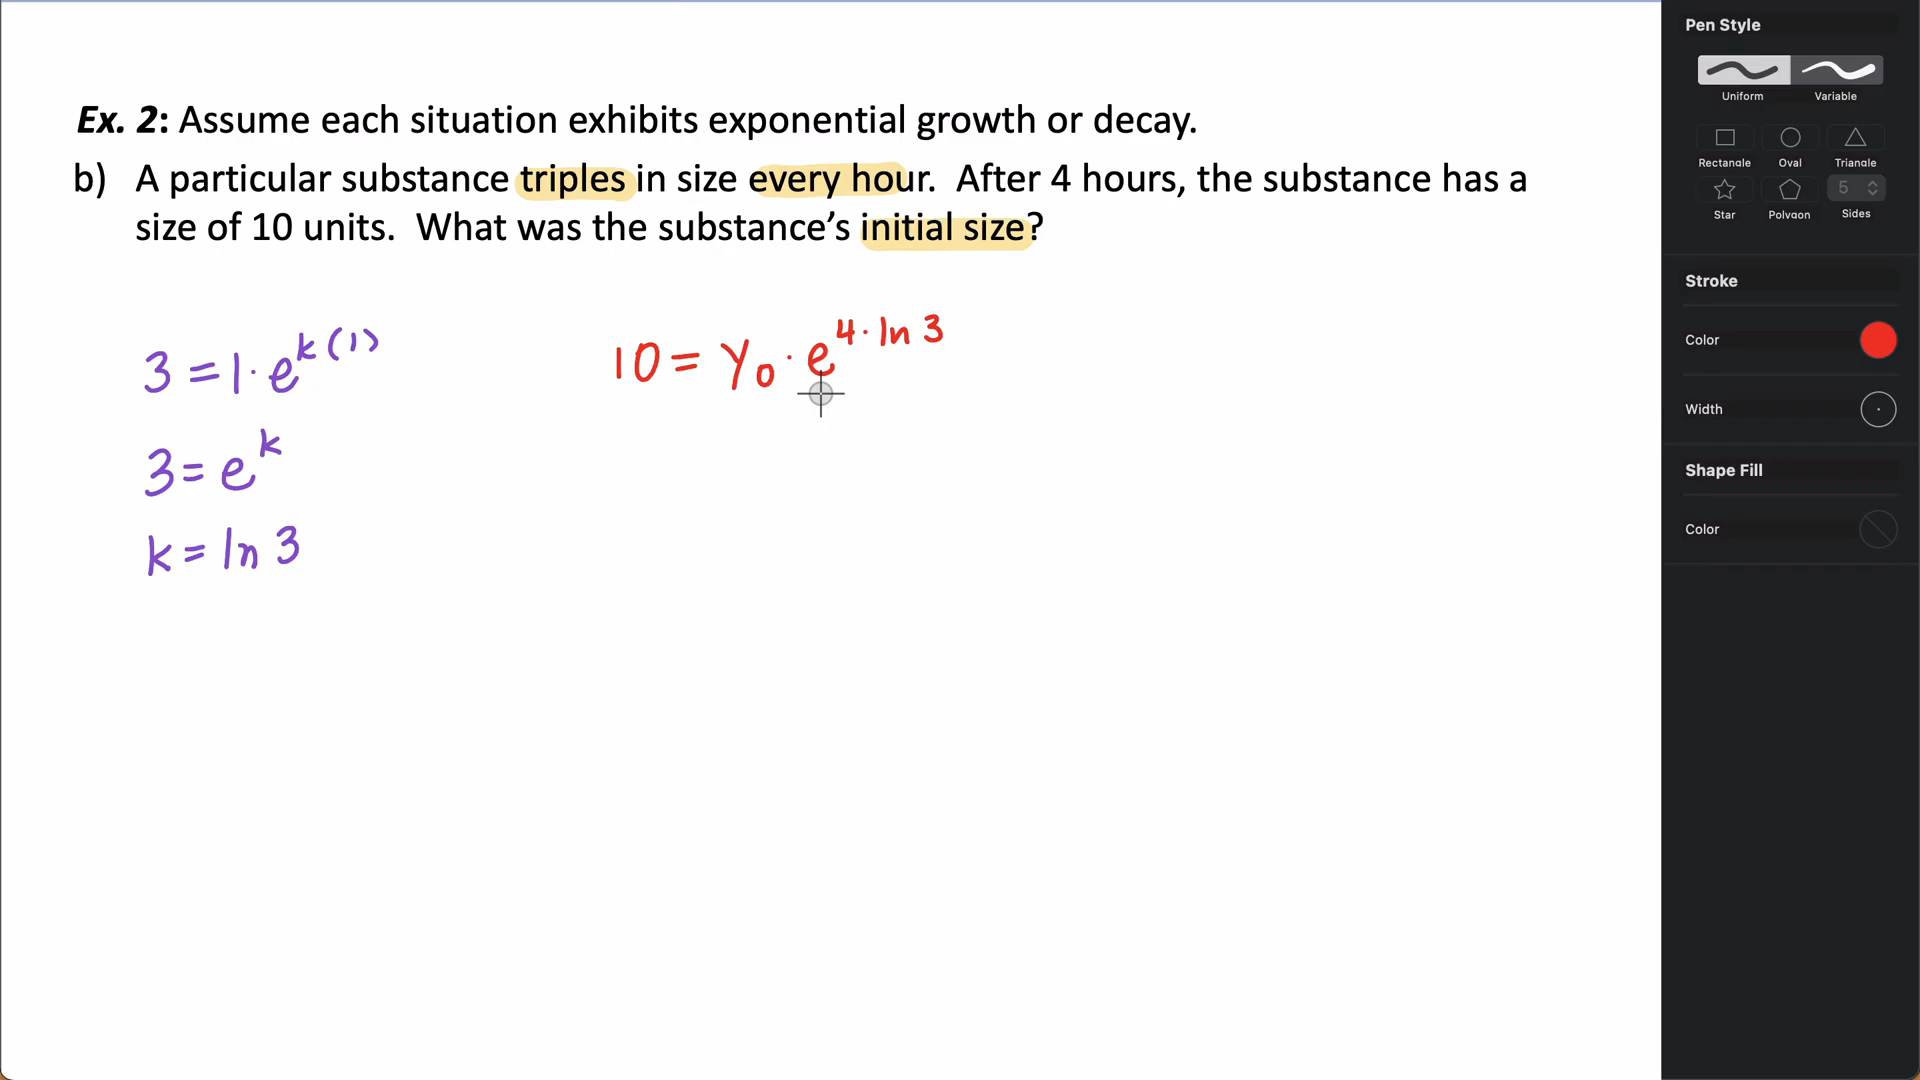 Ex. 2: Assume each situation exhibits exponential growth or decay.
b) A particular substance triples in size every hour. After 4 hours, the substance has a
size of 10 units. What was the substance’s initial size?
3 = 1 · e^{k(1)}
3 = e^{k}
k = ln 3
10 = y₀ · e^{4 · ln 3}
Pen Style
Uniform Variable
Rectangle Oval Triangle
5
Star Polygon Sides
Stroke
Color
Width
Shape Fill
Color